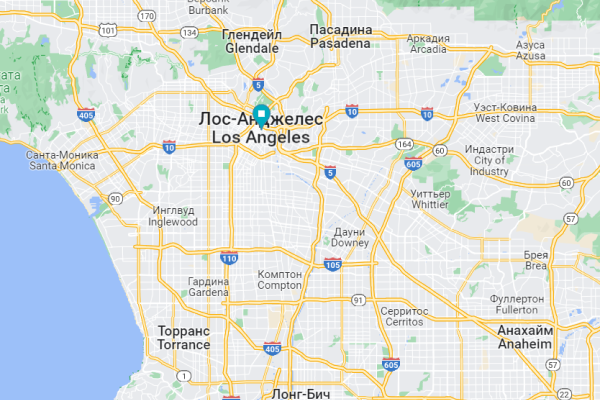 Burbank
170
101
134
Глендейл
Glendale
Пасадина
Pasadena
Аркадия
Arcadia
Азуса
Azusa
210
5
405
Лос-Анджелес
Los Angeles
10
10
Уэст-Ковина
West Covina
Санта-Моника
Santa Monica
10
164
60
Индастри
City of
Industry
605
60
57
5
90
Уиттьер
Whittier
Инглвуд
Inglewood
22
Дауни
Downey
110
105
Брея
Brea
Гардина
Gardena
Комптон
Compton
91
Серритос
Cerritos
Фуллертон
Fullerton
Торранс
Torrance
405
Анахайм
Anaheim
605
57
1
Лонг-Бич